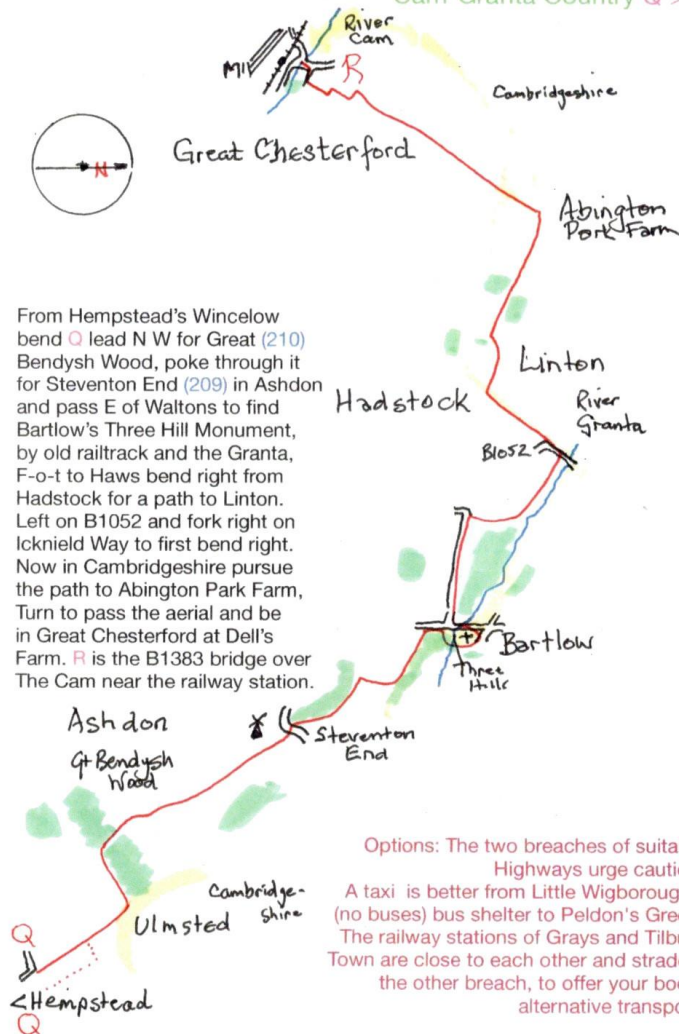 Cam-Granta Country Q
River
Cam
M11
R
Cambridgeshire
Great Chesterford
N
Abington
Park Farm
From Hempstead's Wincelow
bend Q lead N W for Great (210)
Bendysh Wood, poke through it
for Steventon End (209) in Ashdon
and pass E of Waltons to find
Bartlow's Three Hill Monument,
by old railtrack and the Granta,
F-o-t to Haws bend right from
Hadstock for a path to Linton.
Left on B1052 and fork right on
Icknield Way to first bend right.
Now in Cambridgeshire pursue
the path to Abington Park Farm,
Turn to pass the aerial and be
in Great Chesterford at Dell's
Farm. R is the B1383 bridge over
The Cam near the railway station.
Linton
Hadstock
River
Granta
B1052
Bartlow
Three
Hills
Ashdon
Steventon
End
Gt Bendysh
Wood
Cambridge-
shire
Ulmsted
Q
<Hempstead
Q
Options: The two breaches of suita
Highways urge cauti
A taxi is better from Little Wigboroug
(no buses) bus shelter to Peldon's Gre
The railway stations of Grays and Tilbu
Town are close to each other and strad
the other breach, to offer your bo
alternative transpo